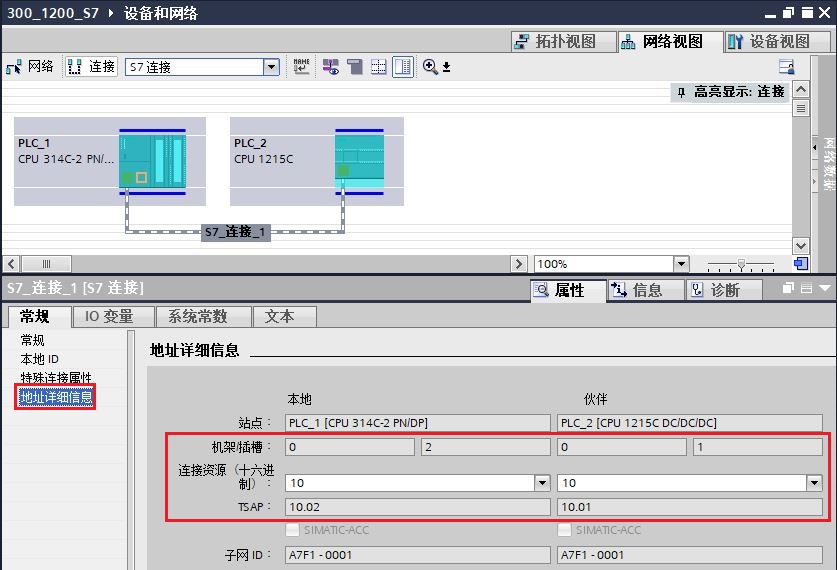 300_1200_S7 ▸ 设备和网络
拓扑视图 网络视图 设备视图
网络 连接 S7 连接
高亮显示: 连接
PLC_1
CPU 314C-2 PN/...
PLC_2
CPU 1215C
网络数据
S7_连接_1
100%
S7_连接_1 [S7 连接]
属性 信息 诊断
常规 IO 变量 系统常数 文本
常规
本地 ID
特殊连接属性
地址详细信息
地址详细信息
本地 伙伴
站点： PLC_1 [CPU 314C-2 PN/DP] PLC_2 [CPU 1215C DC/DC/DC]
机架/插槽： 0 2 0 1
连接资源（十六进
制）： 10 10
TSAP： 10.02 10.01
SIMATIC-ACC SIMATIC-ACC
子网 ID： A7F1 - 0001 A7F1 - 0001